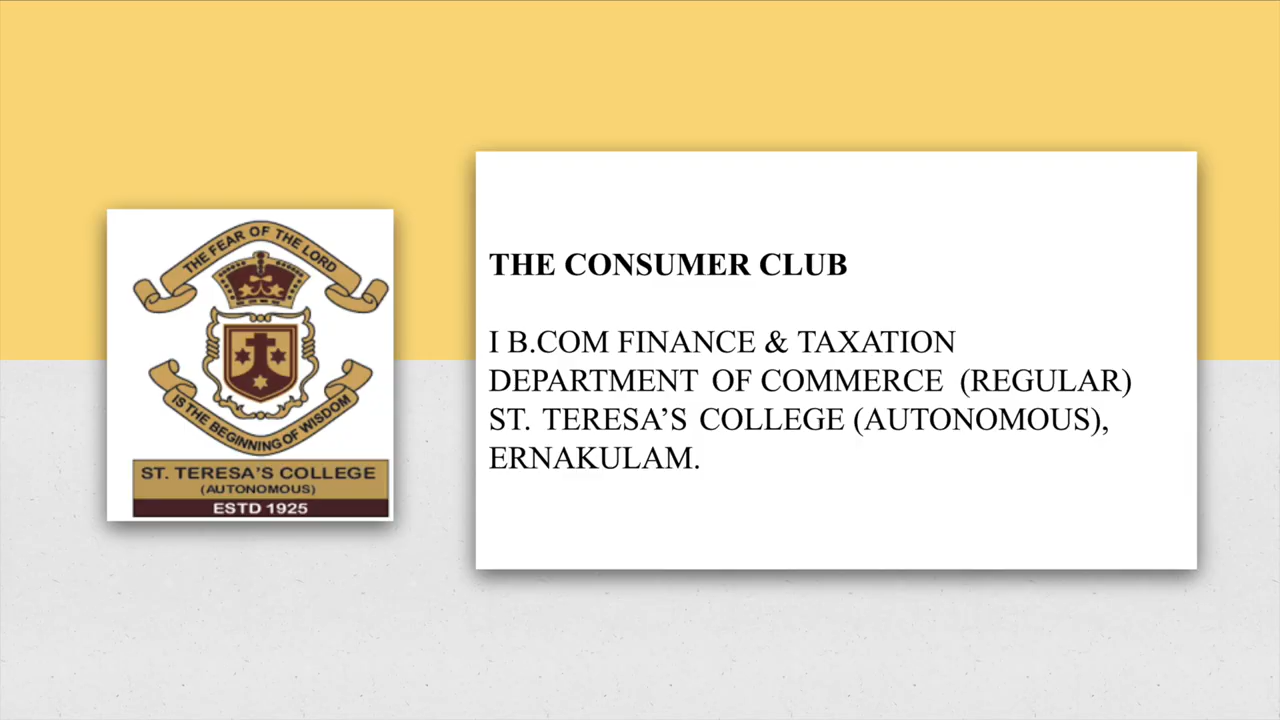 THE FEAR OF THE LORD
IS THE BEGINNING OF WISDOM
ST. TERESA'S COLLEGE
(AUTONOMOUS)
ESTD 1925
THE CONSUMER CLUB
I B.COM FINANCE & TAXATION
DEPARTMENT OF COMMERCE (REGULAR)
ST. TERESA'S COLLEGE (AUTONOMOUS),
ERNAKULAM.